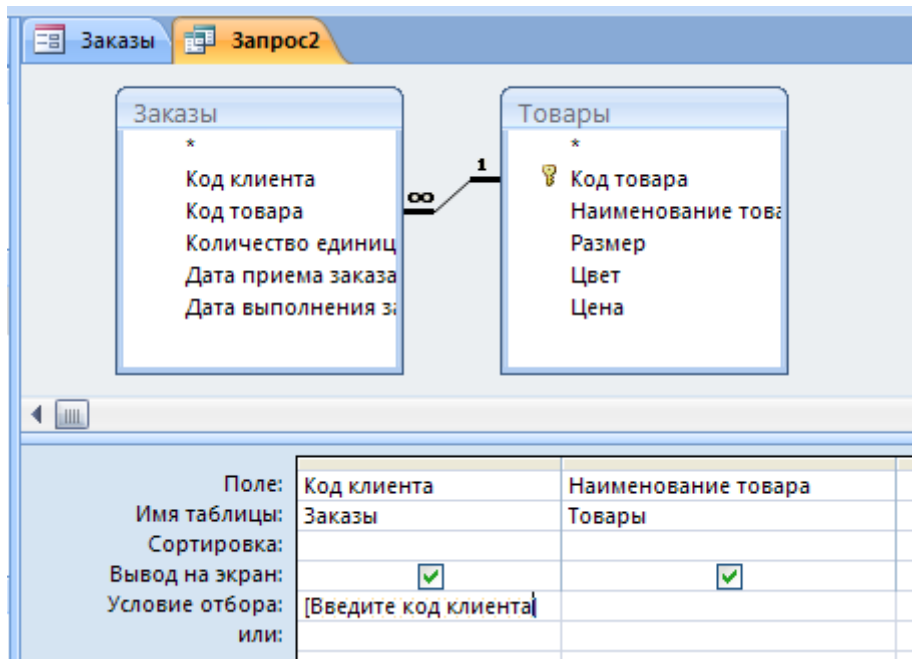 Заказы Запрос2
Заказы
*
Код клиента
Код товара
Количество единиц
Дата приема заказа
Дата выполнения за
∞ 1
Товары
*
Код товара
Наименование това
Размер
Цвет
Цена
Поле: Код клиента Наименование товара
Имя таблицы: Заказы Товары
Сортировка:
Вывод на экран:
Условие отбора: [Введите код клиента]
или: